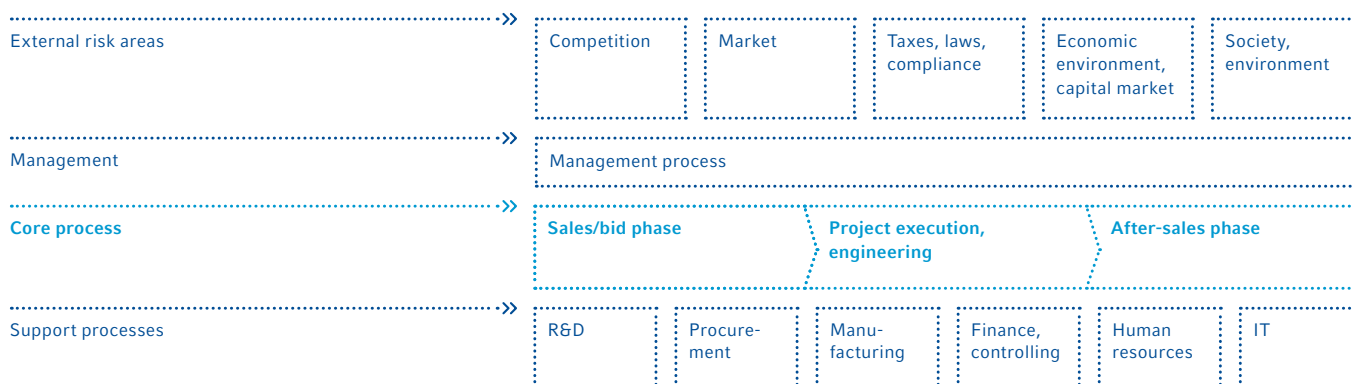 External risk areas
Competition
Market
Taxes, laws,
compliance
Economic
environment,
capital market
Society,
environment
Management
Management process
Core process
Sales/bid phase
Project execution,
engineering
After-sales phase
Support processes
R&D
Procure-
ment
Manu-
facturing
Finance,
controlling
Human
resources
IT